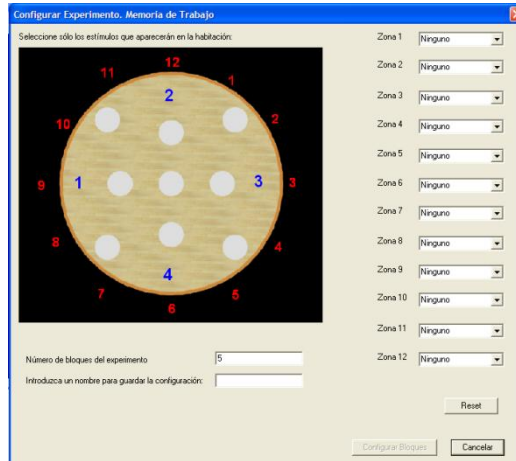 Configurar Experimento. Memoria de Trabajo
Seleccione sólo los estímulos que aparecerán en la habitación:
12
11
1
2
10
2
1
3
9
3
8
4
4
7
5
6
Zona 1 Ninguno
Zona 2 Ninguno
Zona 3 Ninguno
Zona 4 Ninguno
Zona 5 Ninguno
Zona 6 Ninguno
Zona 7 Ninguno
Zona 8 Ninguno
Zona 9 Ninguno
Zona 10 Ninguno
Zona 11 Ninguno
Zona 12 Ninguno
Número de bloques del experimento 5
Introduzca un nombre para guardar la configuración:
Reset
Configurar Bloques
Cancelar